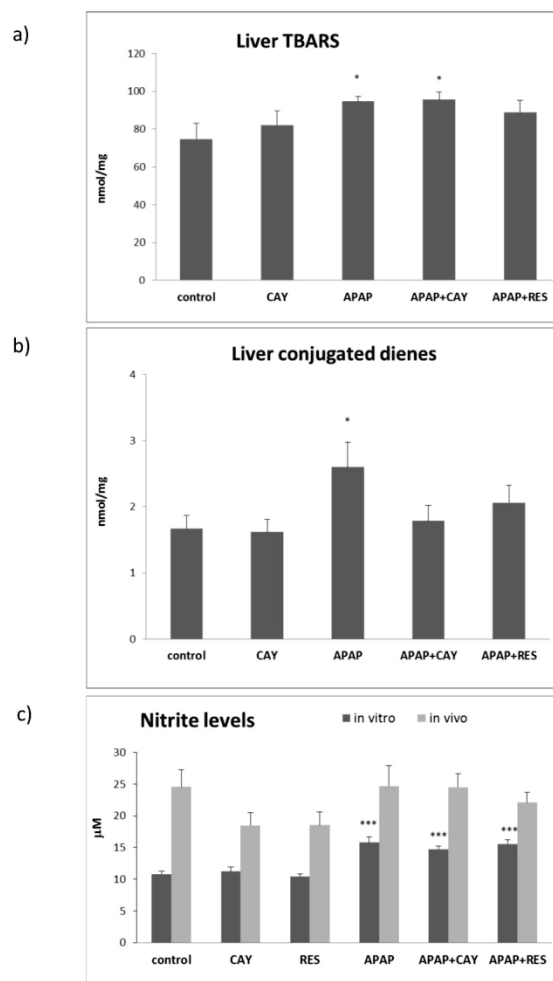 a)
Liver TBARS
120
100
80
60
40
20
0
nmol/mg
* *
control CAY APAP APAP+CAY APAP+RES
b)
Liver conjugated dienes
4
3
2
1
0
nmol/mg
*
control CAY APAP APAP+CAY APAP+RES
c)
Nitrite levels in vitro in vivo
30
25
20
15
10
5
0
µM
*** *** ***
control CAY RES APAP APAP+CAY APAP+RES